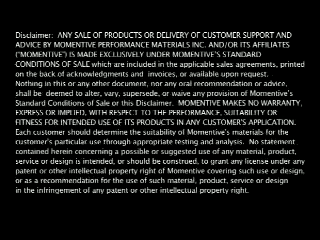 Disclaimer:  ANY SALE OF PRODUCTS OR DELIVERY OF CUSTOMER SUPPORT AND
ADVICE BY MOMENTIVE PERFORMANCE MATERIALS INC. AND/OR ITS AFFILIATES
("MOMENTIVE") IS MADE EXCLUSIVELY UNDER MOMENTIVE'S STANDARD
CONDITIONS OF SALE which are included in the applicable sales agreements, printed
on the back of acknowledgments and  invoices, or available upon request.
Nothing in this or any other document, nor any oral recommendation or advice,
shall be  deemed to alter, vary, supersede, or waive any provision of Momentive's
Standard Conditions of Sale or this Disclaimer.  MOMENTIVE MAKES NO WARRANTY,
EXPRESS OR IMPLIED, WITH RESPECT TO THE PERFORMANCE, SUITABILITY OR
FITNESS FOR INTENDED USE OF ITS PRODUCTS IN ANY CUSTOMER'S APPLICATION.
Each customer should determine the suitability of Momentive's materials for the
customer's particular use through appropriate testing and analysis.  No statement
contained herein concerning a possible or suggested use of any material, product,
service or design is intended, or should be construed, to grant any license under any
patent or other intellectual property right of Momentive covering such use or design,
or as a recommendation for the use of such material, product, service or design
in the infringement of any patent or other intellectual property right.